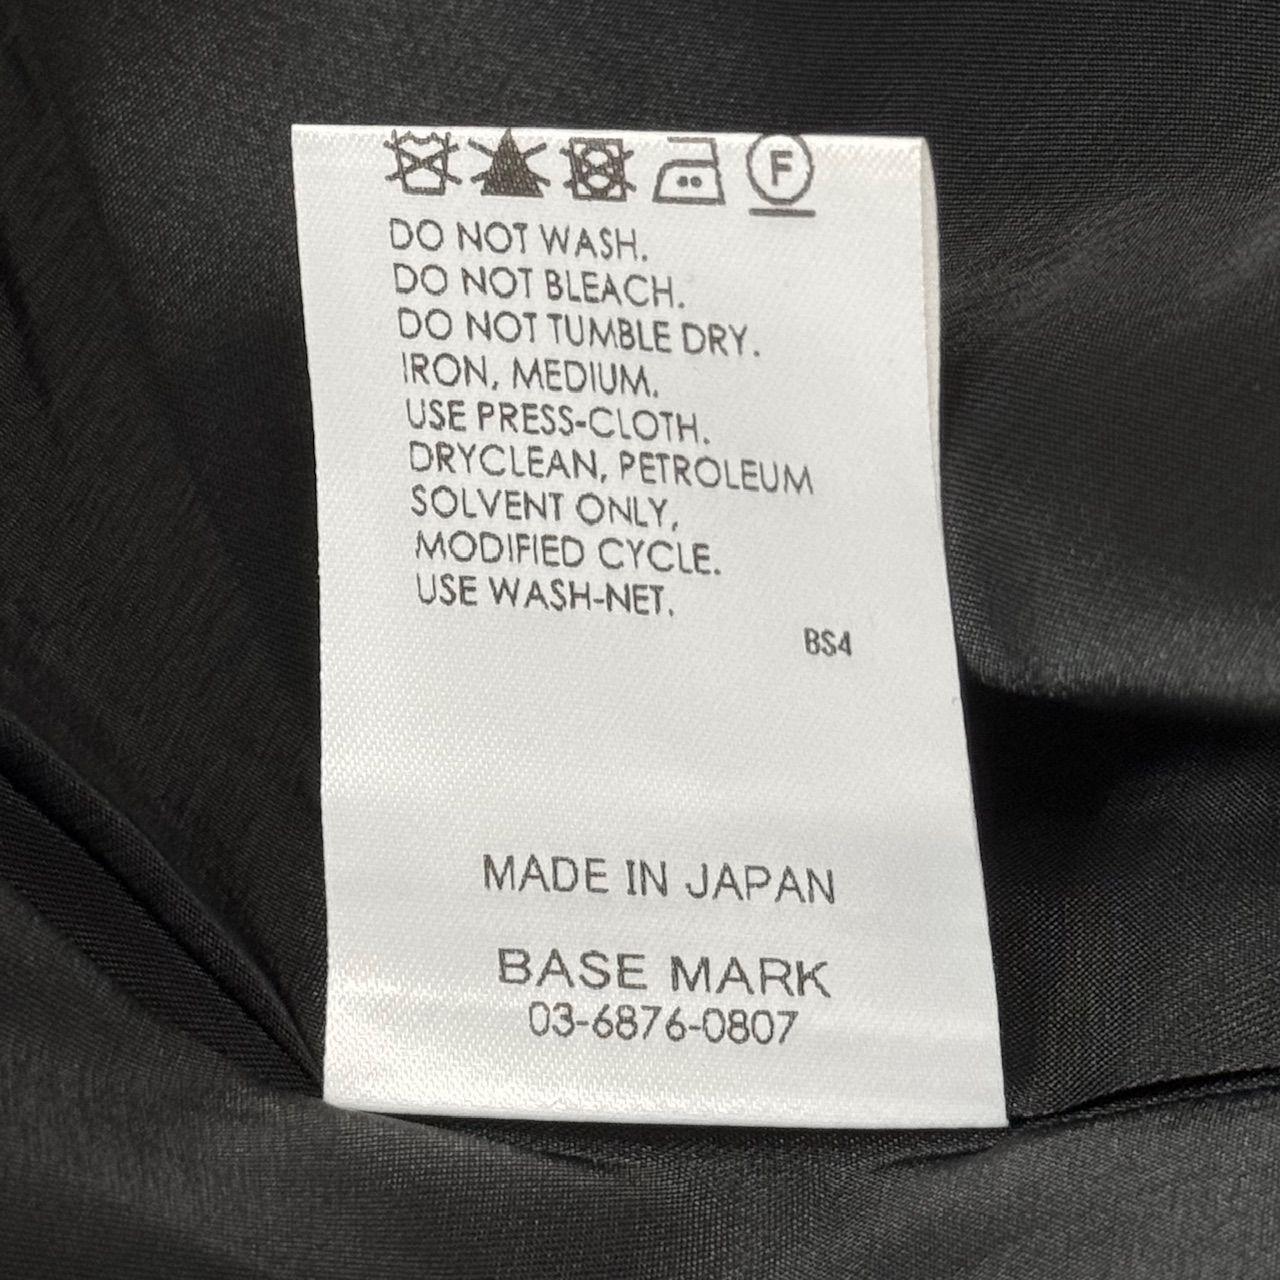 F
DO NOT WASH.
DO NOT BLEACH.
DO NOT TUMBLE DRY.
IRON, MEDIUM.
USE PRESS-CLOTH.
DRYCLEAN, PETROLEUM
SOLVENT ONLY,
MODIFIED CYCLE.
USE WASH-NET.
BS4
MADE IN JAPAN
BASE MARK
03-6876-0807